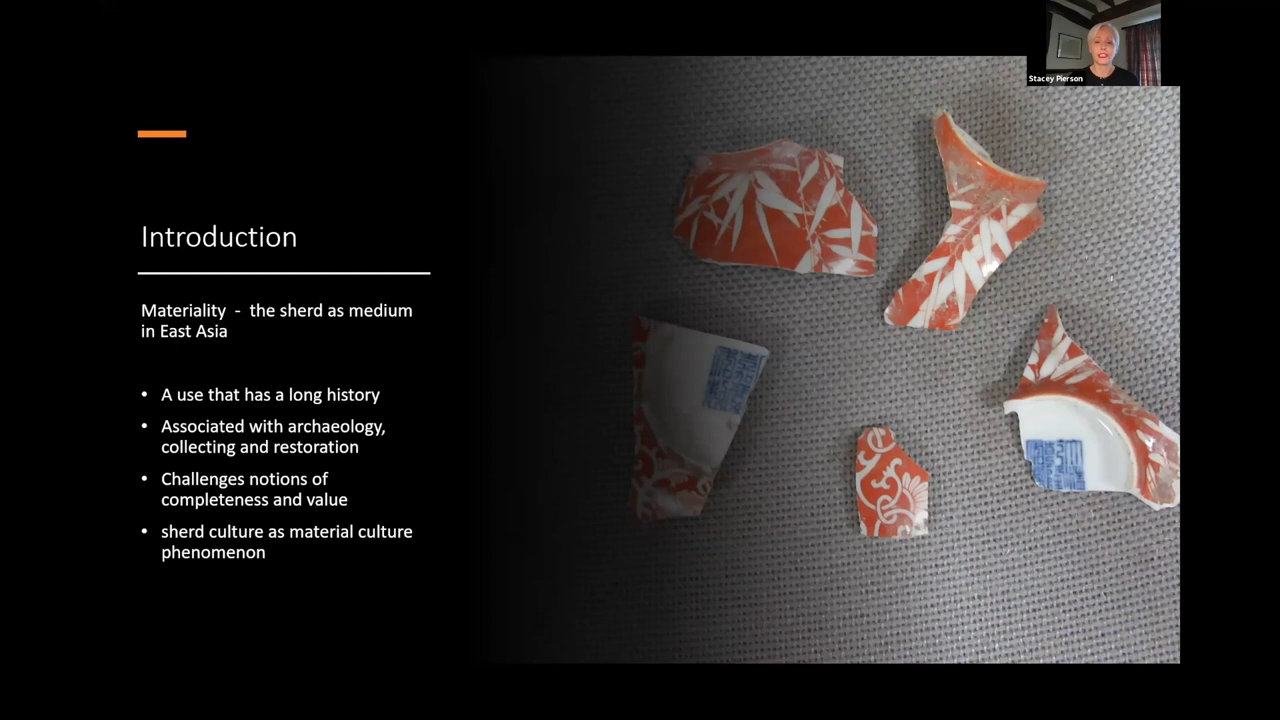 Stacey Pierson
Introduction
Materiality - the sherd as medium
in East Asia
• A use that has a long history
• Associated with archaeology,
collecting and restoration
• Challenges notions of
completeness and value
• sherd culture as material culture
phenomenon